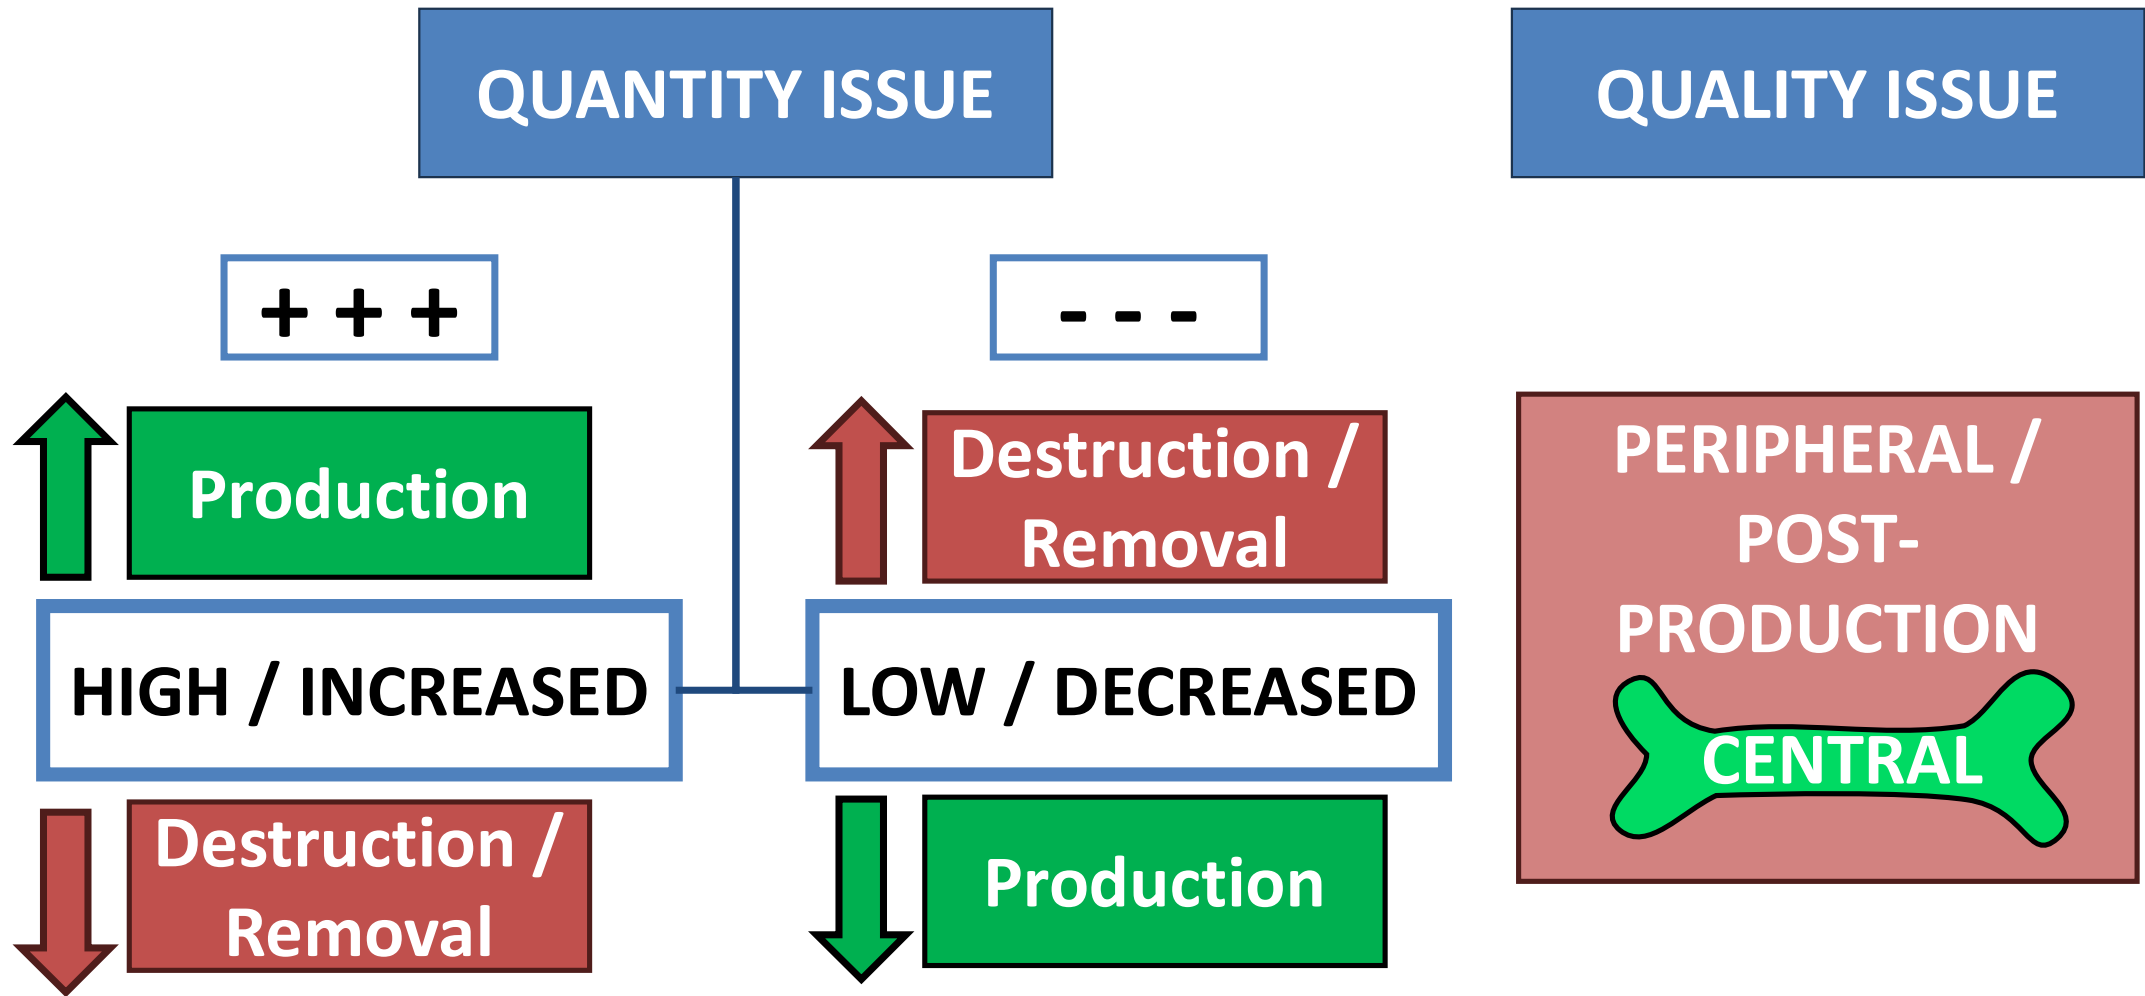 QUANTITY ISSUE
QUALITY ISSUE
+ + +
- - -
Production
Destruction /
Removal
HIGH / INCREASED
LOW / DECREASED
Destruction /
Removal
Production
PERIPHERAL /
POST-
PRODUCTION
CENTRAL